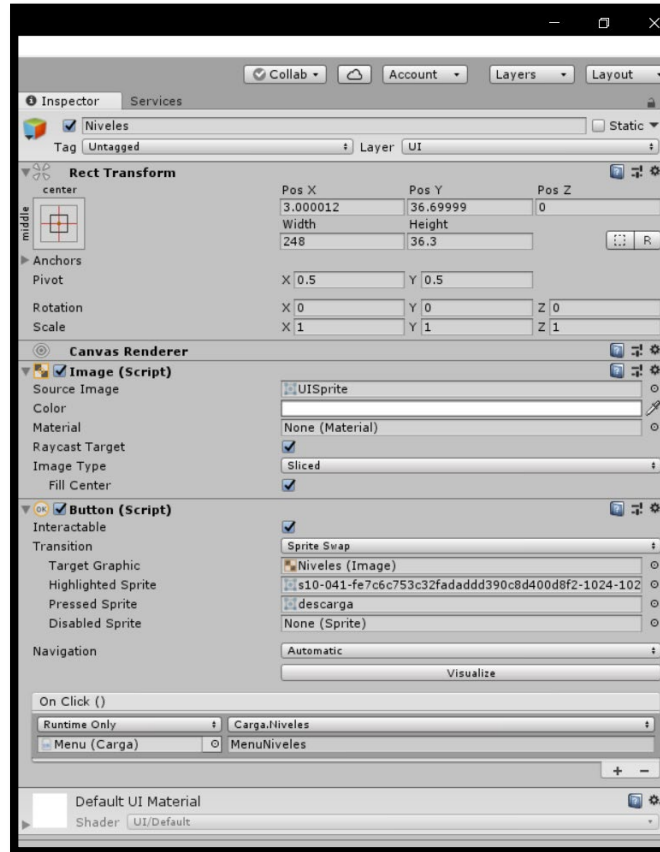 Collab Account Layers Layout
Inspector Services
Niveles Static
Tag Untagged Layer UI
Rect Transform
center Pos X Pos Y Pos Z
middle 3.000012 36.69999 0
Width Height
248 36.3 R
Anchors
Pivot X 0.5 Y 0.5
Rotation X 0 Y 0 Z 0
Scale X 1 Y 1 Z 1
Canvas Renderer
Image (Script)
Source Image UISprite
Color
Material None (Material)
Raycast Target
Image Type Sliced
Fill Center
OK Button (Script)
Interactable
Transition Sprite Swap
Target Graphic Niveles (Image)
Highlighted Sprite s10-041-fe7c6c753c32fadaddd390c8d400d8f2-1024-102
Pressed Sprite descarga
Disabled Sprite None (Sprite)
Navigation Automatic
Visualize
On Click ()
Runtime Only Carga.Niveles
Menu (Carga) MenuNiveles
+ −
Default UI Material
Shader UI/Default